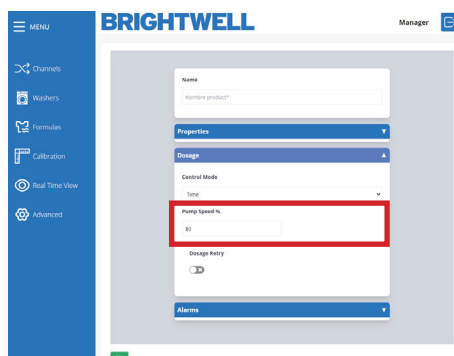 MENU
BRIGHTWELL
Manager
Channels
Washers
Formulas
Calibration
Real Time View
Advanced
Name
Nombre product*
Properties
Dosage
Control Mode
Time
Pump Speed %
80
Dosage Retry
Alarms